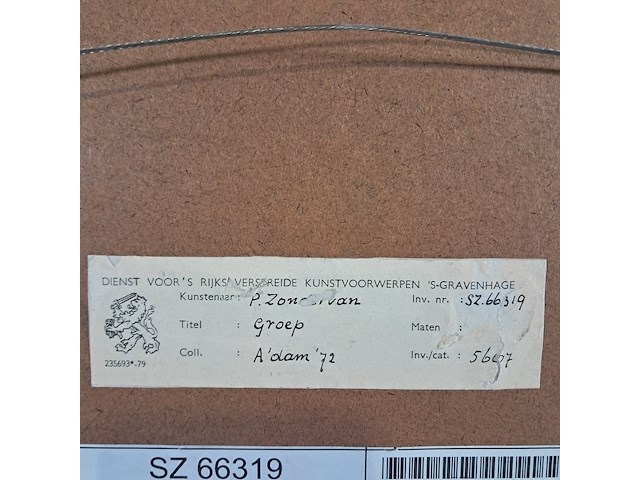 DIENST VOOR 'S RIJKS VERSPREIDE KUNSTVOORWERPEN 'S-GRAVENHAGE
Kunstenaar : P. Inv. nr. : SZ.66319
Titel : Groep Maten :
Coll. : A'dam '72 Inv./cat. : 5667
235693*-79
SZ 66319